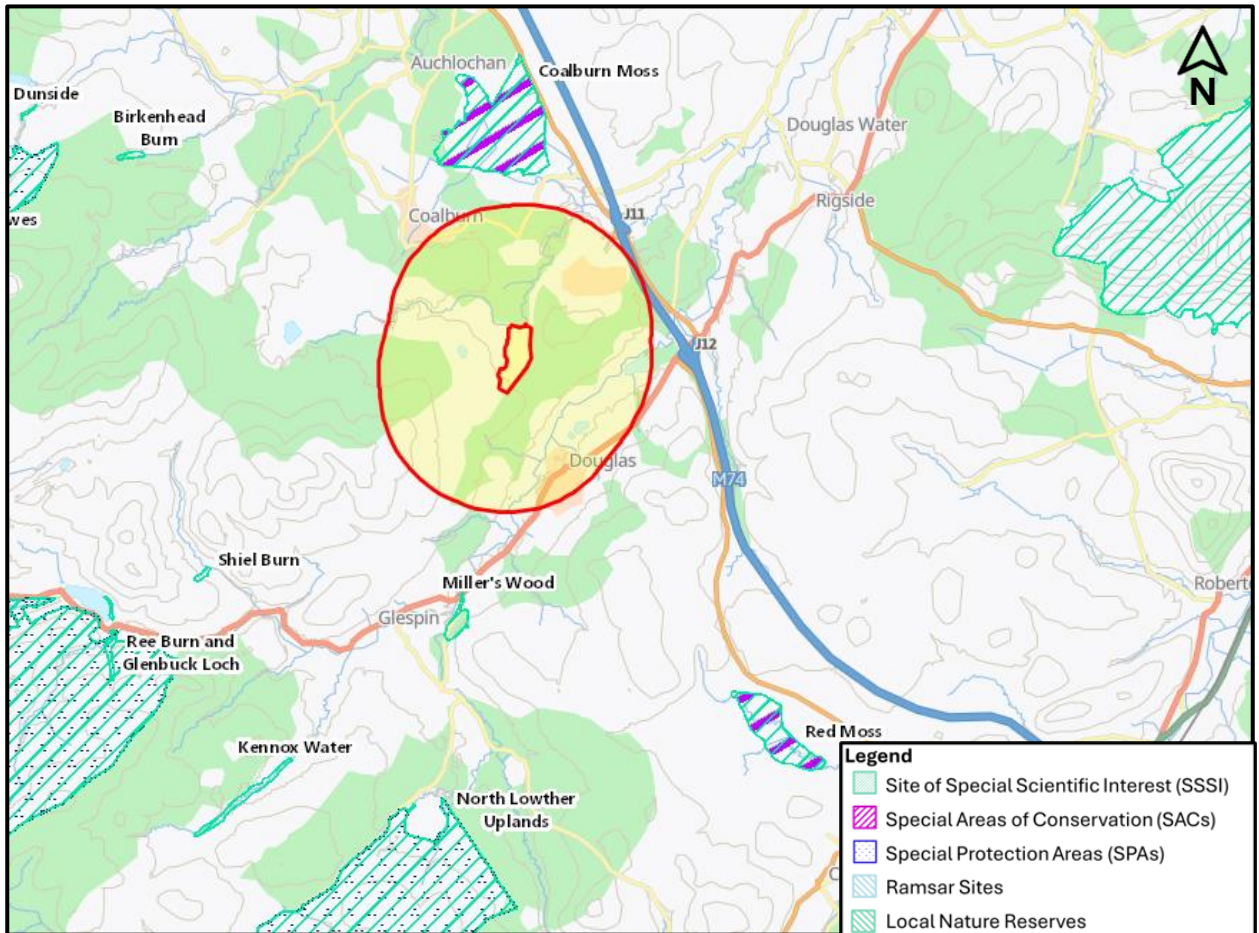 Auchlochan
Coalburn Moss
N
Dunside
Birkenhead
Burn
Douglas Water
wes
Rigside
Coalburn
J11
J12
Douglas
M74
Shiel Burn
Miller's Wood
Glespin
Roberto
Ree Burn and
Glenbuck Loch
Red Moss
Kennox Water
North Lowther
Uplands
Legend
Site of Special Scientific Interest (SSSI)
Special Areas of Conservation (SACs)
Special Protection Areas (SPAs)
Ramsar Sites
Local Nature Reserves